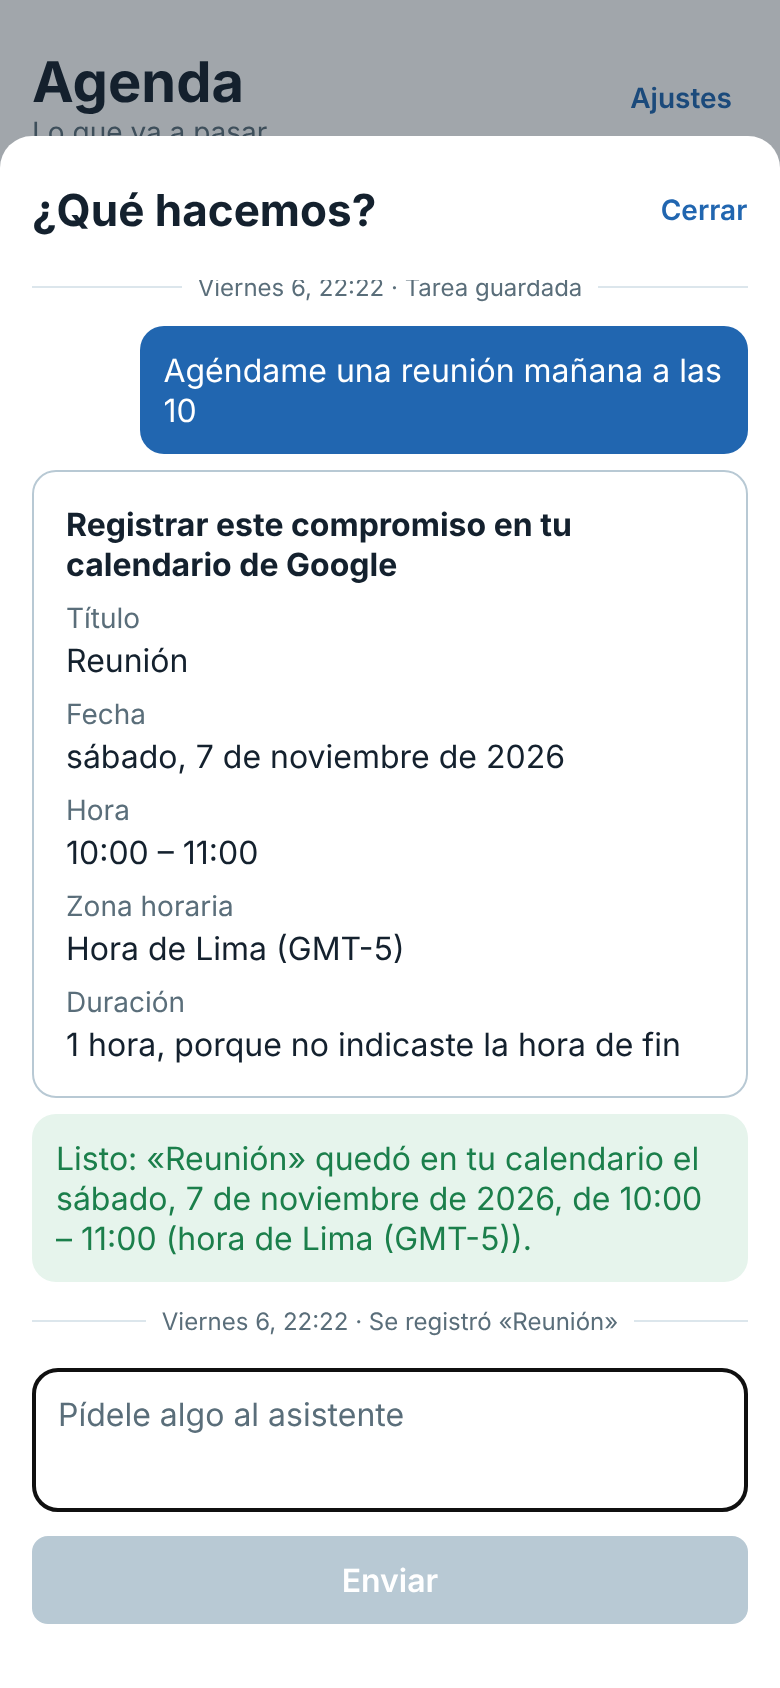 Agenda
Ajustes
Lo que va a pasar
¿Qué hacemos?
Cerrar
Viernes 6, 22:22 · Tarea guardada
Agéndame una reunión mañana a las
10
Registrar este compromiso en tu
calendario de Google
Título
Reunión
Fecha
sábado, 7 de noviembre de 2026
Hora
10:00 – 11:00
Zona horaria
Hora de Lima (GMT-5)
Duración
1 hora, porque no indicaste la hora de fin
Listo: «Reunión» quedó en tu calendario el
sábado, 7 de noviembre de 2026, de 10:00
– 11:00 (hora de Lima (GMT-5)).
Viernes 6, 22:22 · Se registró «Reunión»
Pídele algo al asistente
Enviar